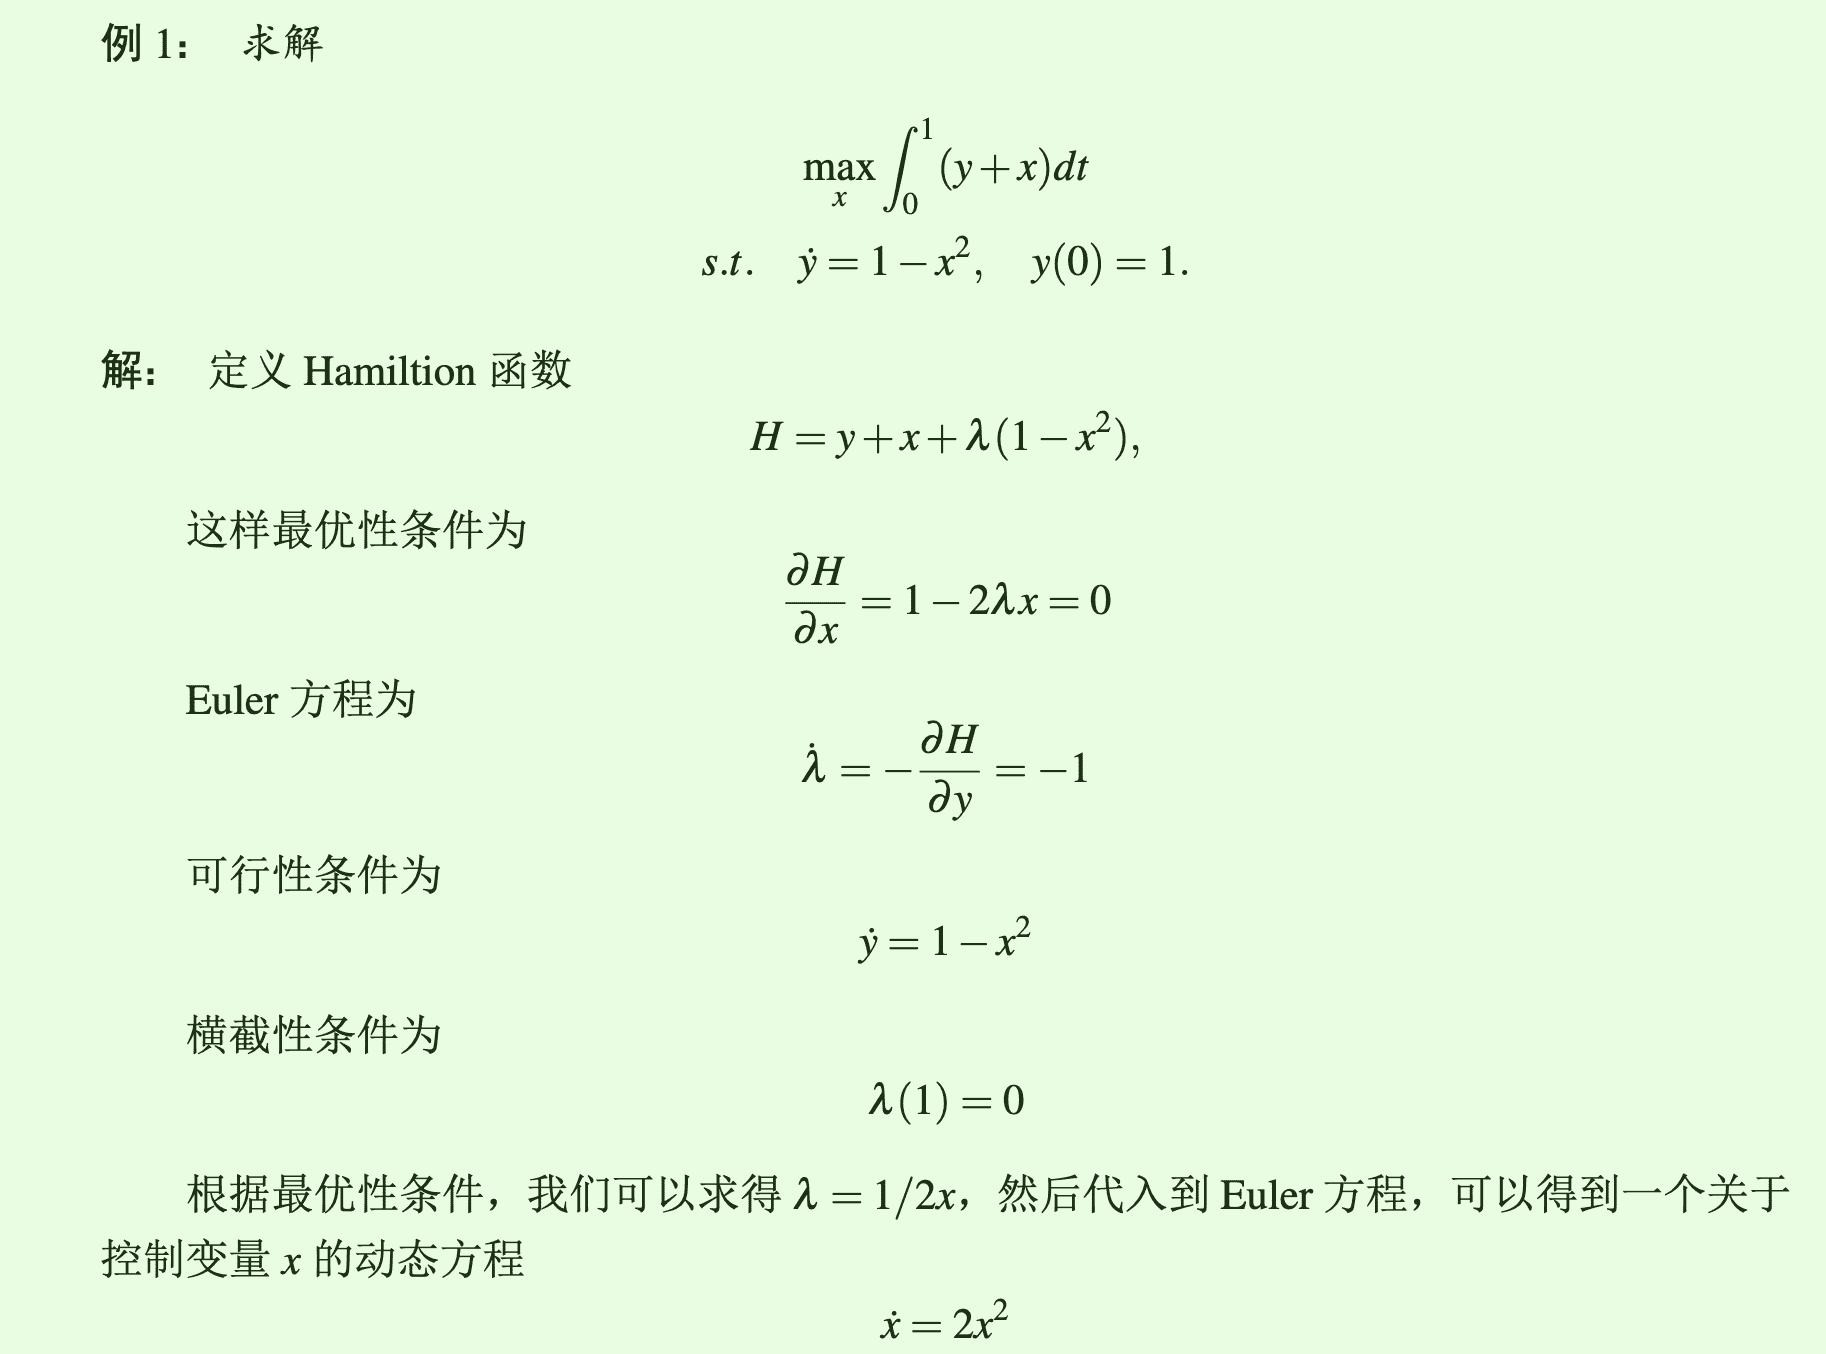 例 1： 求解
$$\max_x \int_0^1 (y+x)dt$$
$$s.t. \quad \dot{y} = 1 - x^2, \quad y(0) = 1.$$
解： 定义 Hamiltion 函数
$$H = y + x + \lambda(1 - x^2),$$
这样最优性条件为
$$\frac{\partial H}{\partial x} = 1 - 2\lambda x = 0$$
Euler 方程为
$$\dot{\lambda} = -\frac{\partial H}{\partial y} = -1$$
可行性条件为
$$\dot{y} = 1 - x^2$$
横截性条件为
$$\lambda(1) = 0$$
根据最优性条件，我们可以求得 $\lambda = 1/2x$，然后代入到 Euler 方程，可以得到一个关于
控制变量 $x$ 的动态方程
$$\dot{x} = 2x^2$$